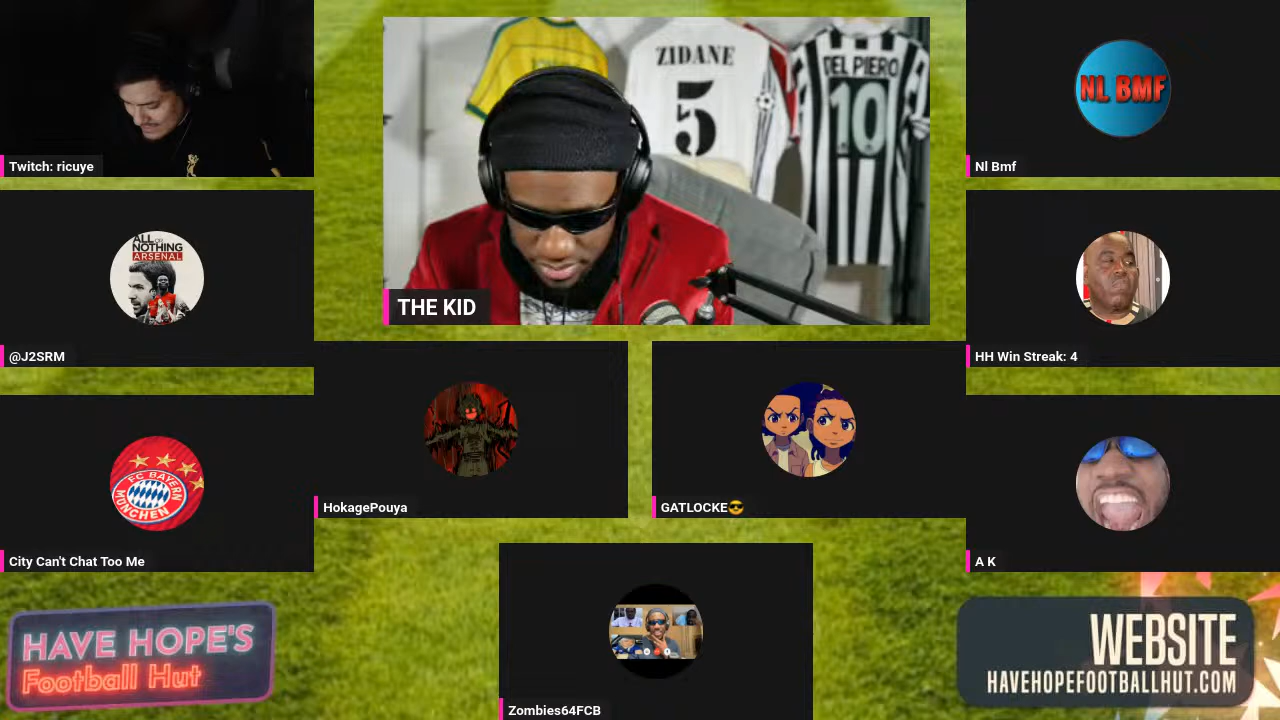 Twitch: ricuye
ZIDANE
5
DEL PIERO
10
THE KID
NL BMF
Nl Bmf
ALL OR
NOTHING
ARSENAL
@J2SRM
HH Win Streak: 4
FC BAYERN
MÜNCHEN
City Can't Chat Too Me
HokagePouya
GATLOCKE😎
A K
Zombies64FCB
HAVE HOPE'S
Football Hut
WEBSITE
HAVEHOPEFOOTBALLHUT.COM